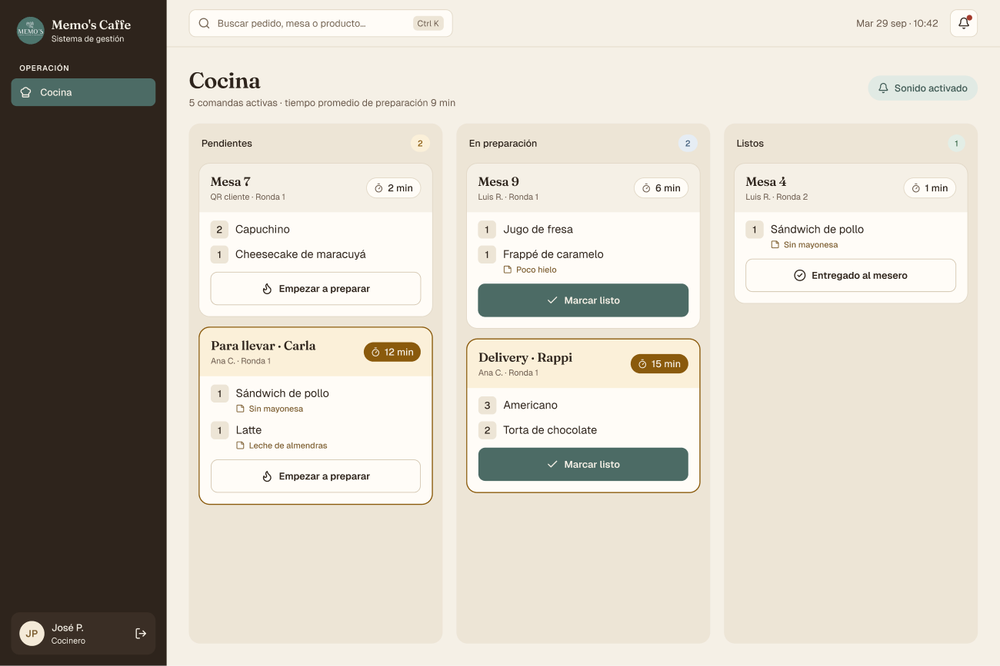 MEMO'S
Memo's Caffe
Sistema de gestión
OPERACIÓN
Cocina
Buscar pedido, mesa o producto...
Ctrl K
Mar 29 sep · 10:42
Cocina
5 comandas activas · tiempo promedio de preparación 9 min
Sonido activado
Pendientes
2
Mesa 7
QR cliente · Ronda 1
2 min
2 Capuchino
1 Cheesecake de maracuyá
Empezar a preparar
Para llevar · Carla
Ana C. · Ronda 1
12 min
1 Sándwich de pollo
Sin mayonesa
1 Latte
Leche de almendras
Empezar a preparar
En preparación
2
Mesa 9
Luis R. · Ronda 1
6 min
1 Jugo de fresa
1 Frappé de caramelo
Poco hielo
Marcar listo
Delivery · Rappi
Ana C. · Ronda 1
15 min
3 Americano
2 Torta de chocolate
Marcar listo
Listos
1
Mesa 4
Luis R. · Ronda 2
1 min
1 Sándwich de pollo
Sin mayonesa
Entregado al mesero
JP
José P.
Cocinero